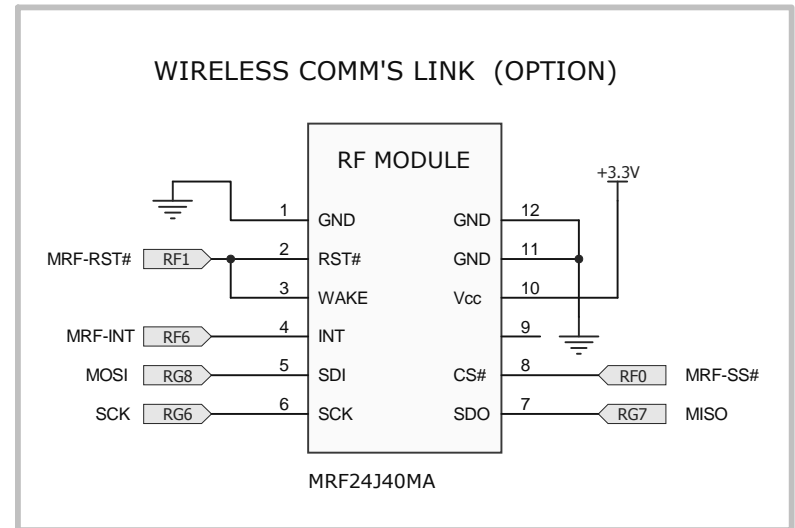 WIRELESS COMM'S LINK (OPTION)
RF MODULE
+3.3V
1 GND GND 12
MRF-RST# RF1 2 RST# GND 11
3 WAKE Vcc 10
MRF-INT RF6 4 INT 9
MOSI RG8 5 SDI CS# 8 RF0 MRF-SS#
SCK RG6 6 SCK SDO 7 RG7 MISO
MRF24J40MA